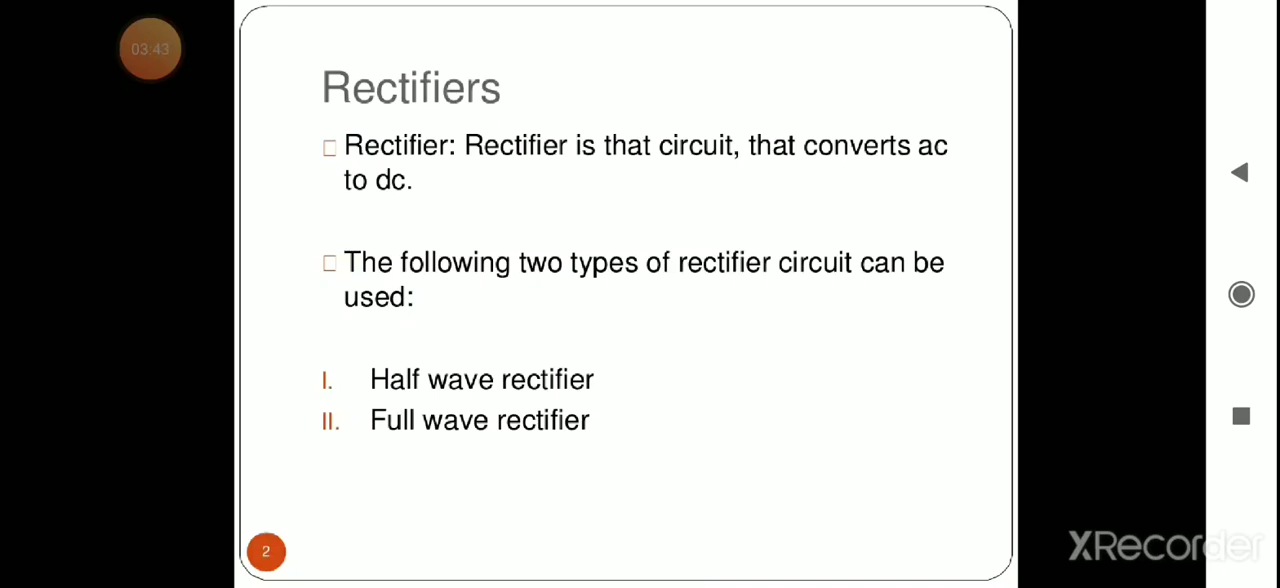 03:43
Rectifiers
Rectifier: Rectifier is that circuit, that converts ac
to dc.
The following two types of rectifier circuit can be
used:
I. Half wave rectifier
II. Full wave rectifier
2
XRecorder